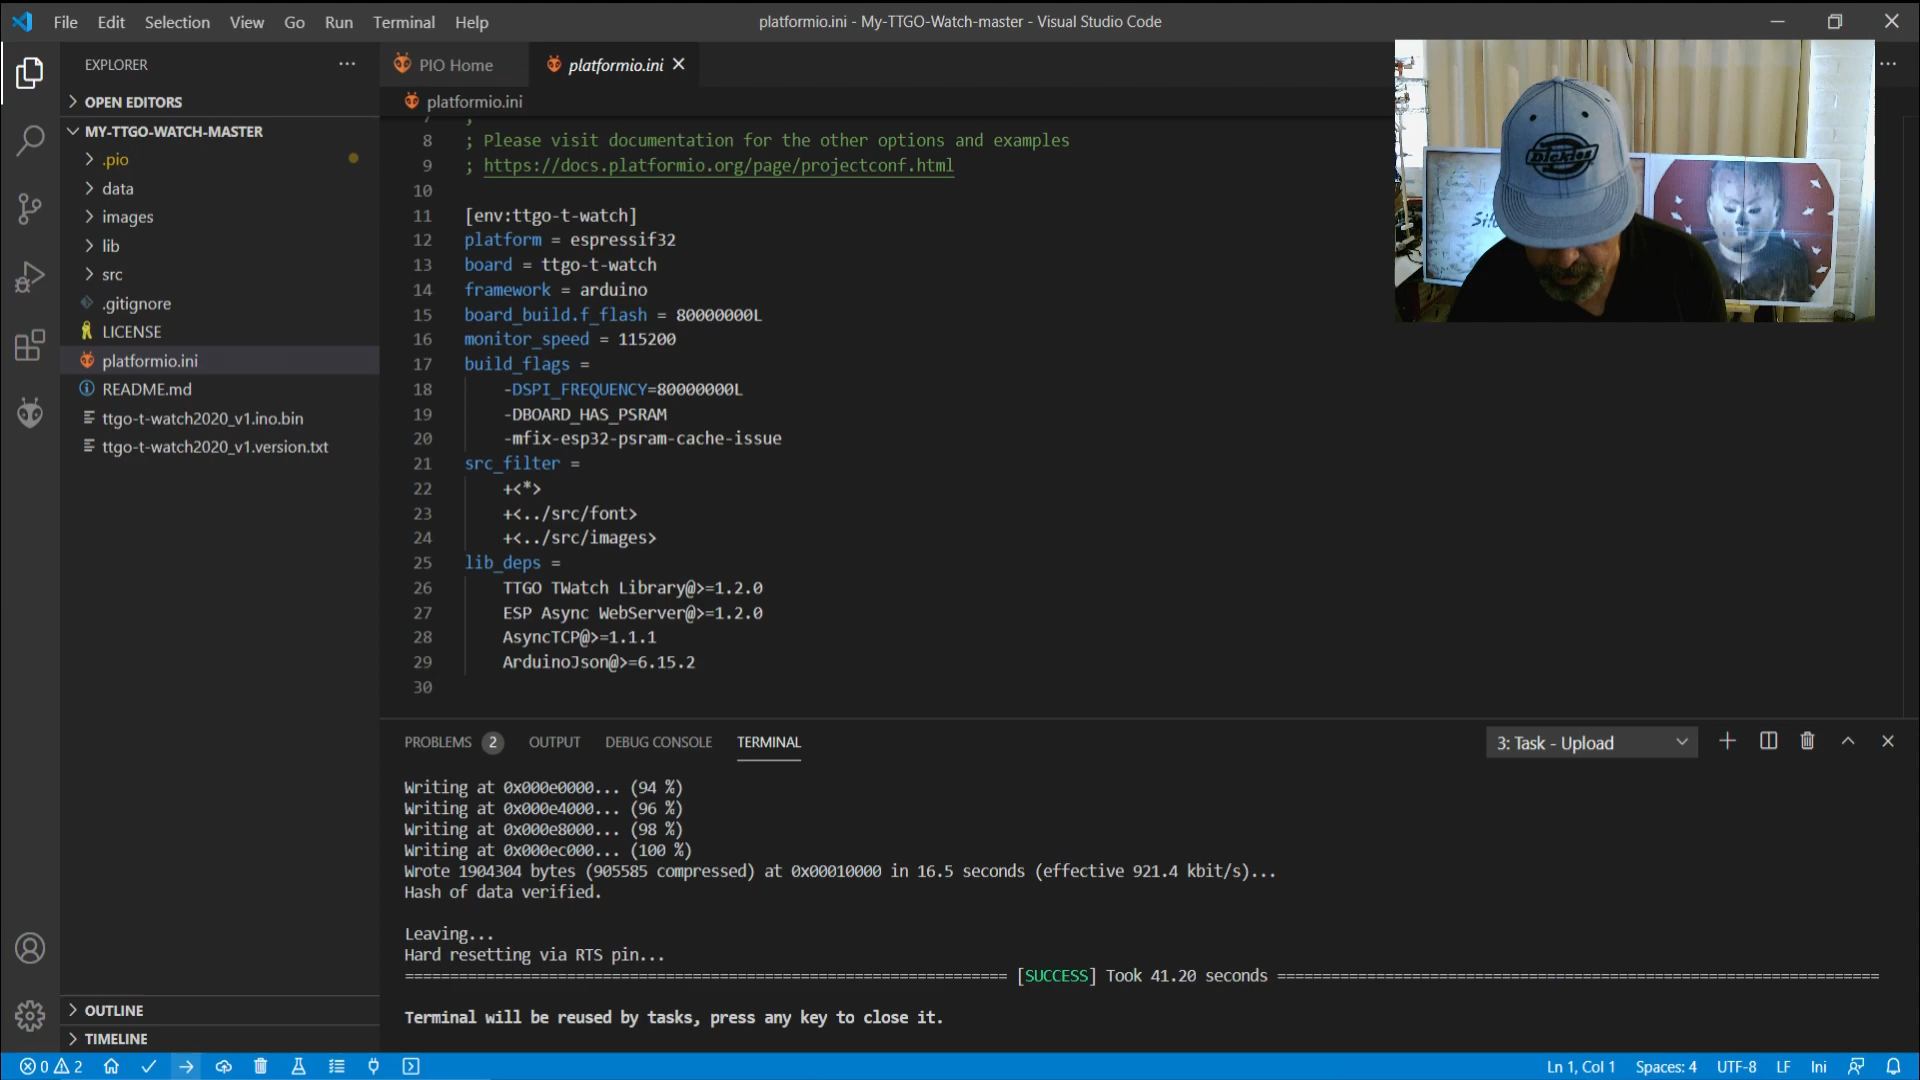 File Edit Selection View Go Run Terminal Help
platformio.ini - My-TTGO-Watch-master - Visual Studio Code
EXPLORER
OPEN EDITORS
MY-TTGO-WATCH-MASTER
.pio
data
images
lib
src
.gitignore
LICENSE
platformio.ini
README.md
ttgo-t-watch2020_v1.ino.bin
ttgo-t-watch2020_v1.version.txt
OUTLINE
TIMELINE
PIO Home
platformio.ini
platformio.ini
7 ;
8 ; Please visit documentation for the other options and examples
9 ; https://docs.platformio.org/page/projectconf.html
10
11 [env:ttgo-t-watch]
12 platform = espressif32
13 board = ttgo-t-watch
14 framework = arduino
15 board_build.f_flash = 80000000L
16 monitor_speed = 115200
17 build_flags =
18 -DSPI_FREQUENCY=80000000L
19 -DBOARD_HAS_PSRAM
20 -mfix-esp32-psram-cache-issue
21 src_filter =
22 +<*>
23 +<../src/font>
24 +<../src/images>
25 lib_deps =
26 TTGO TWatch Library@>=1.2.0
27 ESP Async WebServer@>=1.2.0
28 AsyncTCP@>=1.1.1
29 ArduinoJson@>=6.15.2
30
Dickies
PROBLEMS 2 OUTPUT DEBUG CONSOLE TERMINAL
3: Task - Upload
Writing at 0x000e0000... (94 %)
Writing at 0x000e4000... (96 %)
Writing at 0x000e8000... (98 %)
Writing at 0x000ec000... (100 %)
Wrote 1904304 bytes (905585 compressed) at 0x00010000 in 16.5 seconds (effective 921.4 kbit/s)...
Hash of data verified.
Leaving...
Hard resetting via RTS pin...
[SUCCESS] Took 41.20 seconds
Terminal will be reused by tasks, press any key to close it.
0 2
Ln 1, Col 1 Spaces: 4 UTF-8 LF Ini